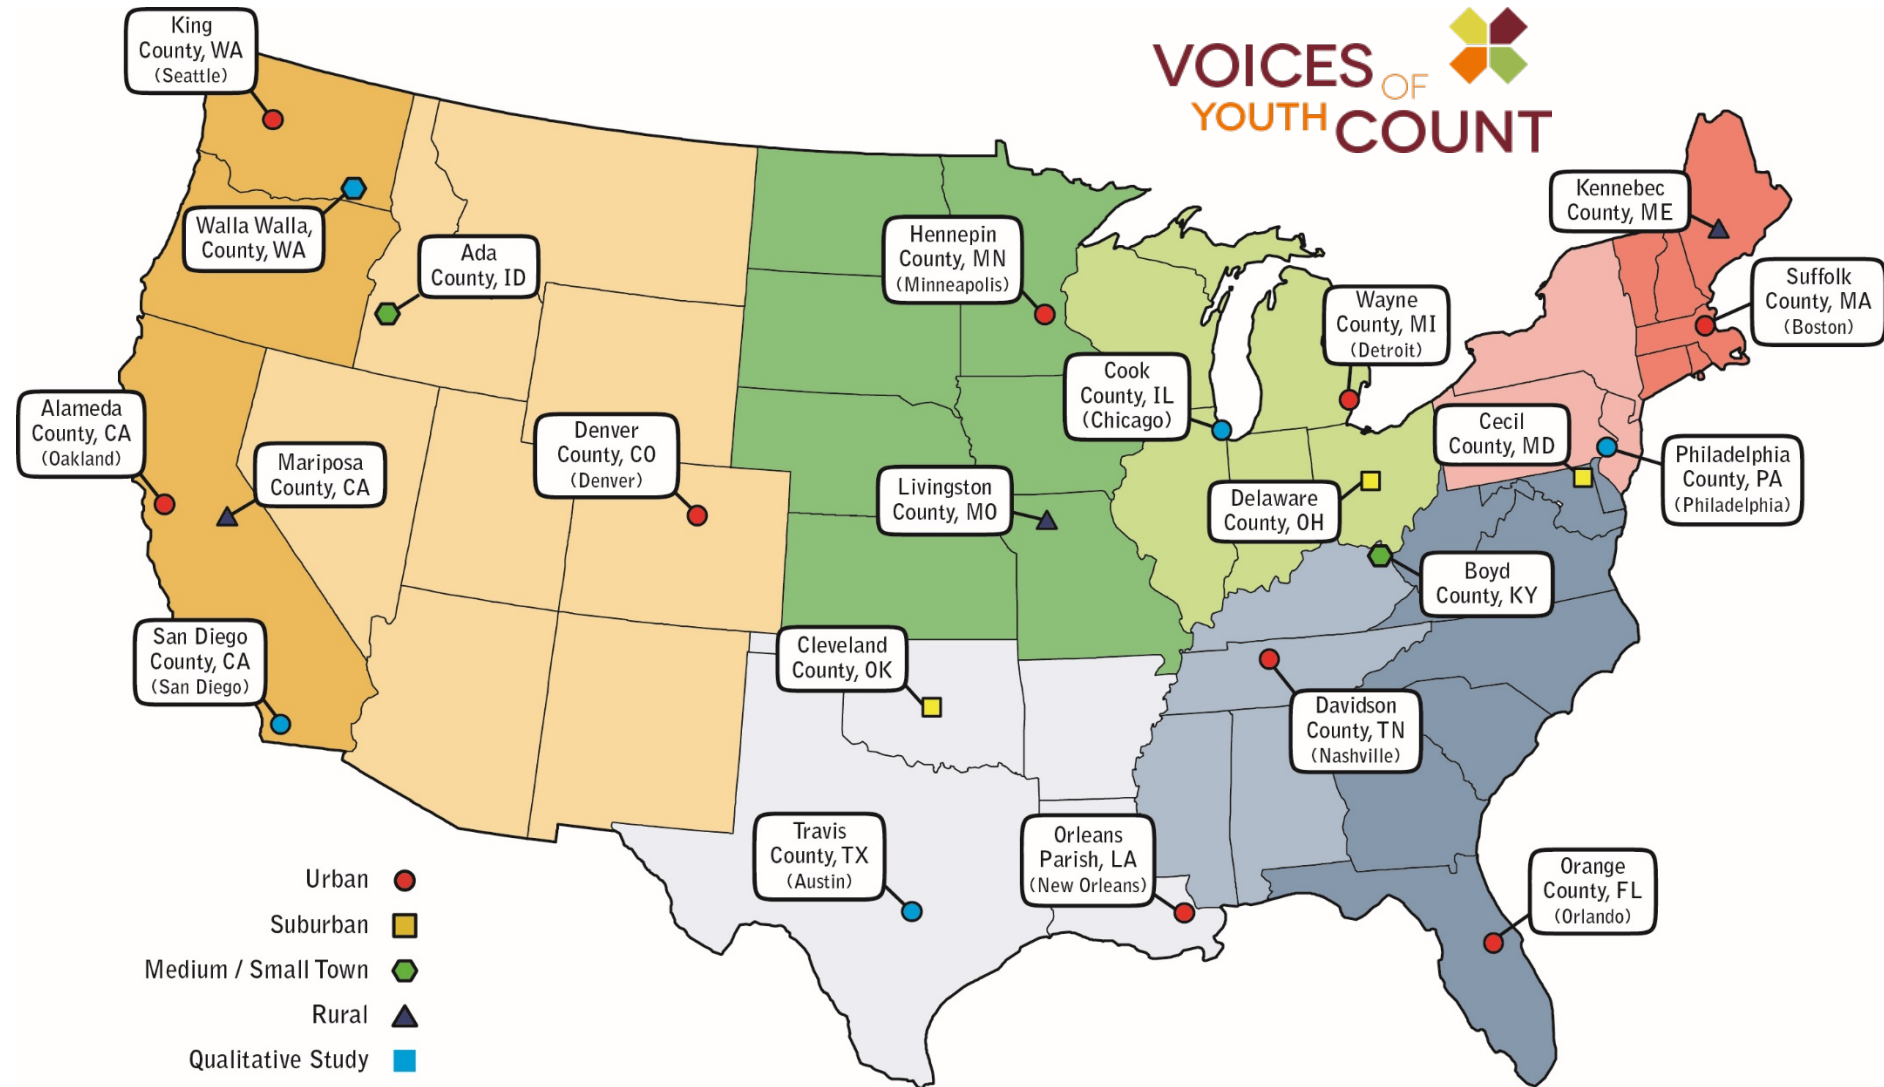 King
County, WA
(Seattle)
VOICES OF
YOUTH COUNT
Walla Walla,
County, WA
Ada
County, ID
Hennepin
County, MN
(Minneapolis)
Kennebec
County, ME
Suffolk
County, MA
(Boston)
Wayne
County, MI
(Detroit)
Cook
County, IL
(Chicago)
Alameda
County, CA
(Oakland)
Mariposa
County, CA
Denver
County, CO
(Denver)
Livingston
County, MO
Delaware
County, OH
Cecil
County, MD
Philadelphia
County, PA
(Philadelphia)
Boyd
County, KY
San Diego
County, CA
(San Diego)
Cleveland
County, OK
Davidson
County, TN
(Nashville)
Travis
County, TX
(Austin)
Orleans
Parish, LA
(New Orleans)
Orange
County, FL
(Orlando)
Urban
Suburban
Medium / Small Town
Rural
Qualitative Study